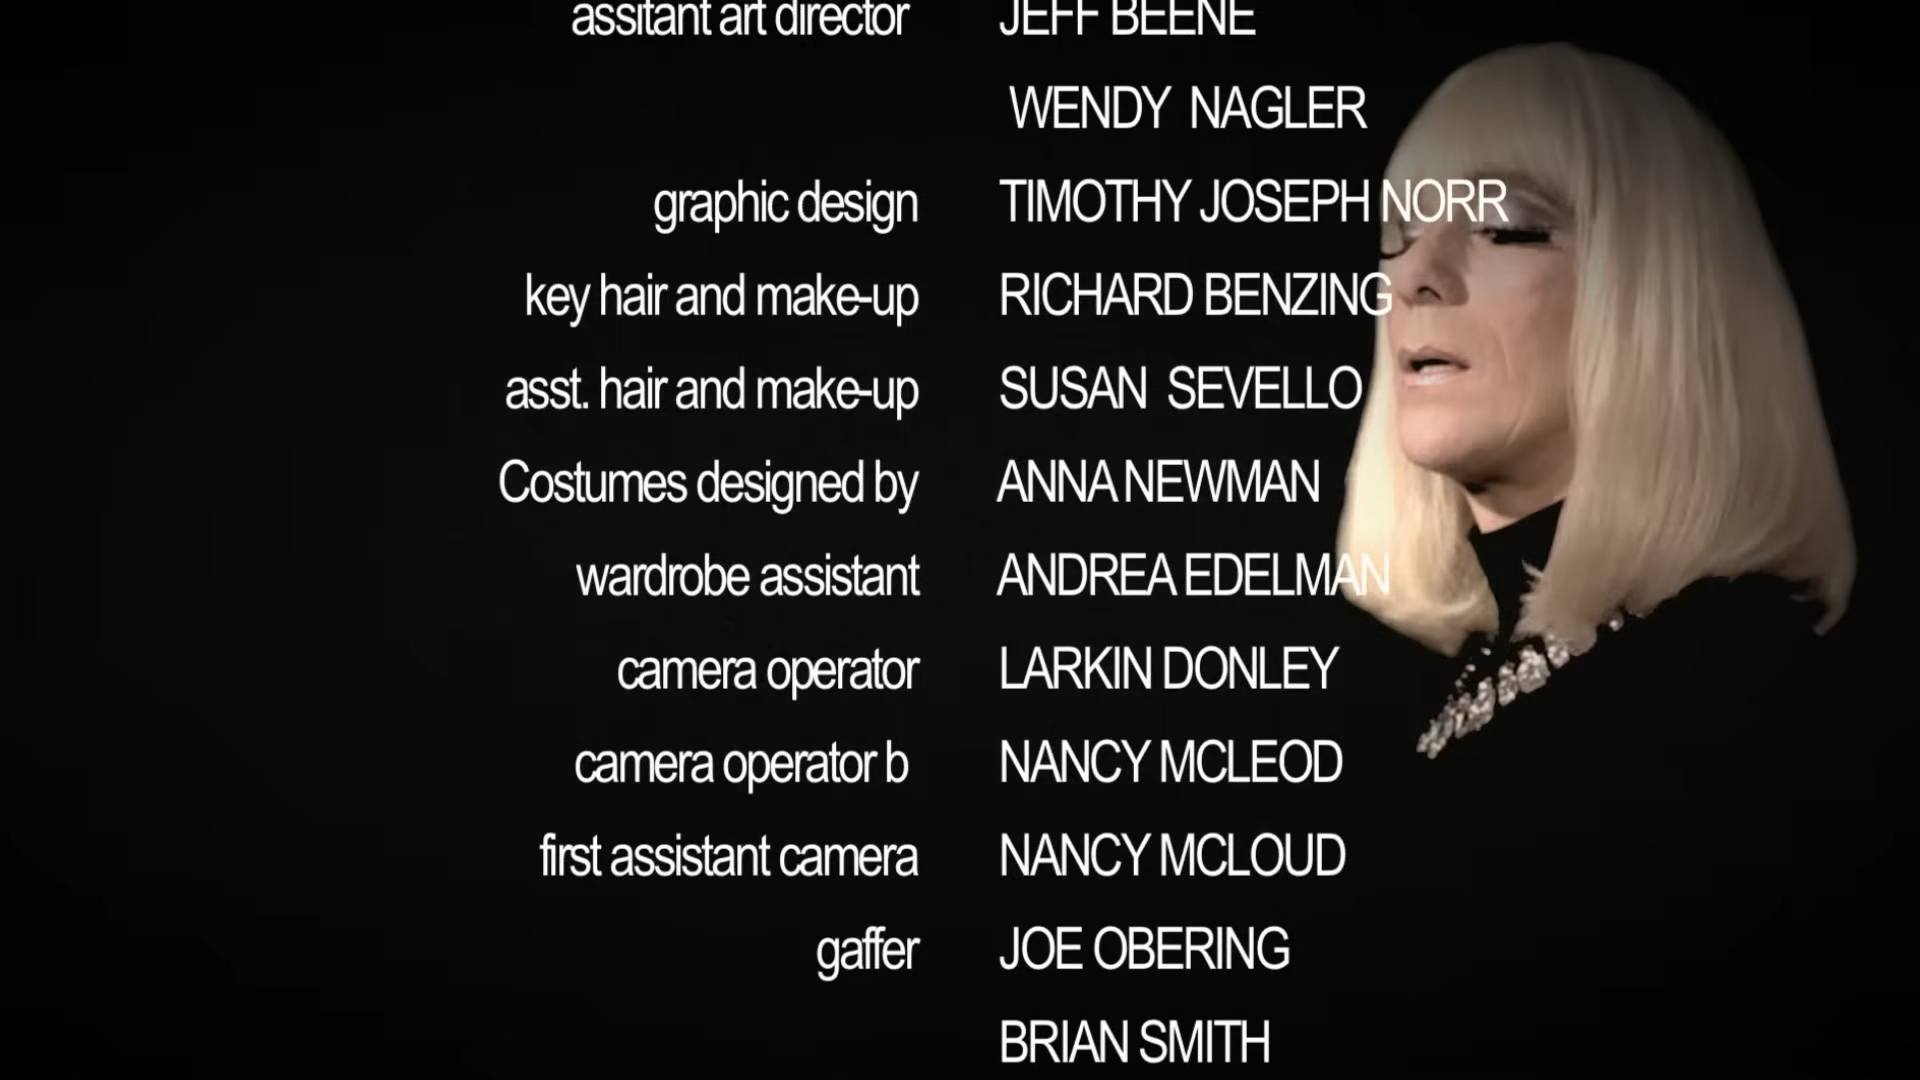 assitant art director JEFF BEENE
WENDY NAGLER
graphic design TIMOTHY JOSEPH NORR
key hair and make-up RICHARD BENZING
asst. hair and make-up SUSAN SEVELLO
Costumes designed by ANNA NEWMAN
wardrobe assistant ANDREA EDELMAN
camera operator LARKIN DONLEY
camera operator b NANCY MCLEOD
first assistant camera NANCY MCLOUD
gaffer JOE OBERING
BRIAN SMITH